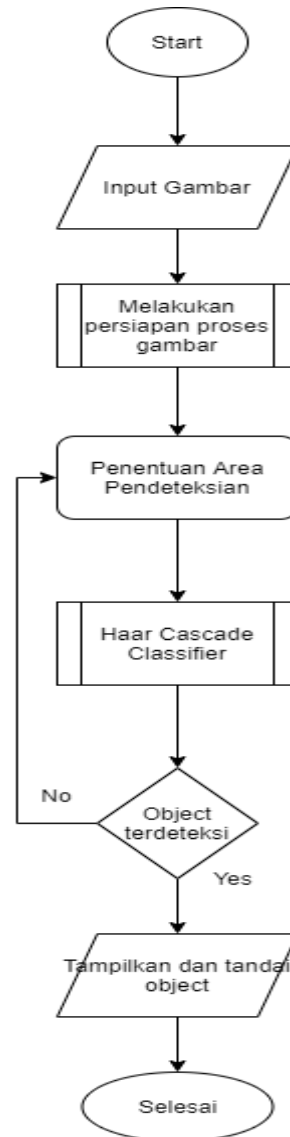 Start
Input Gambar
Melakukan
persiapan proses
gambar
Penentuan Area
Pendeteksian
Haar Cascade
Classifier
Object
terdeteksi
No
Yes
Tampilkan dan tandai
object
Selesai